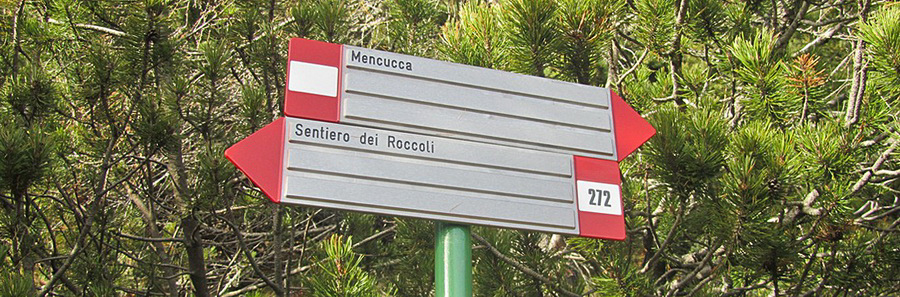 Mencucca
Sentiero dei Roccoli
272